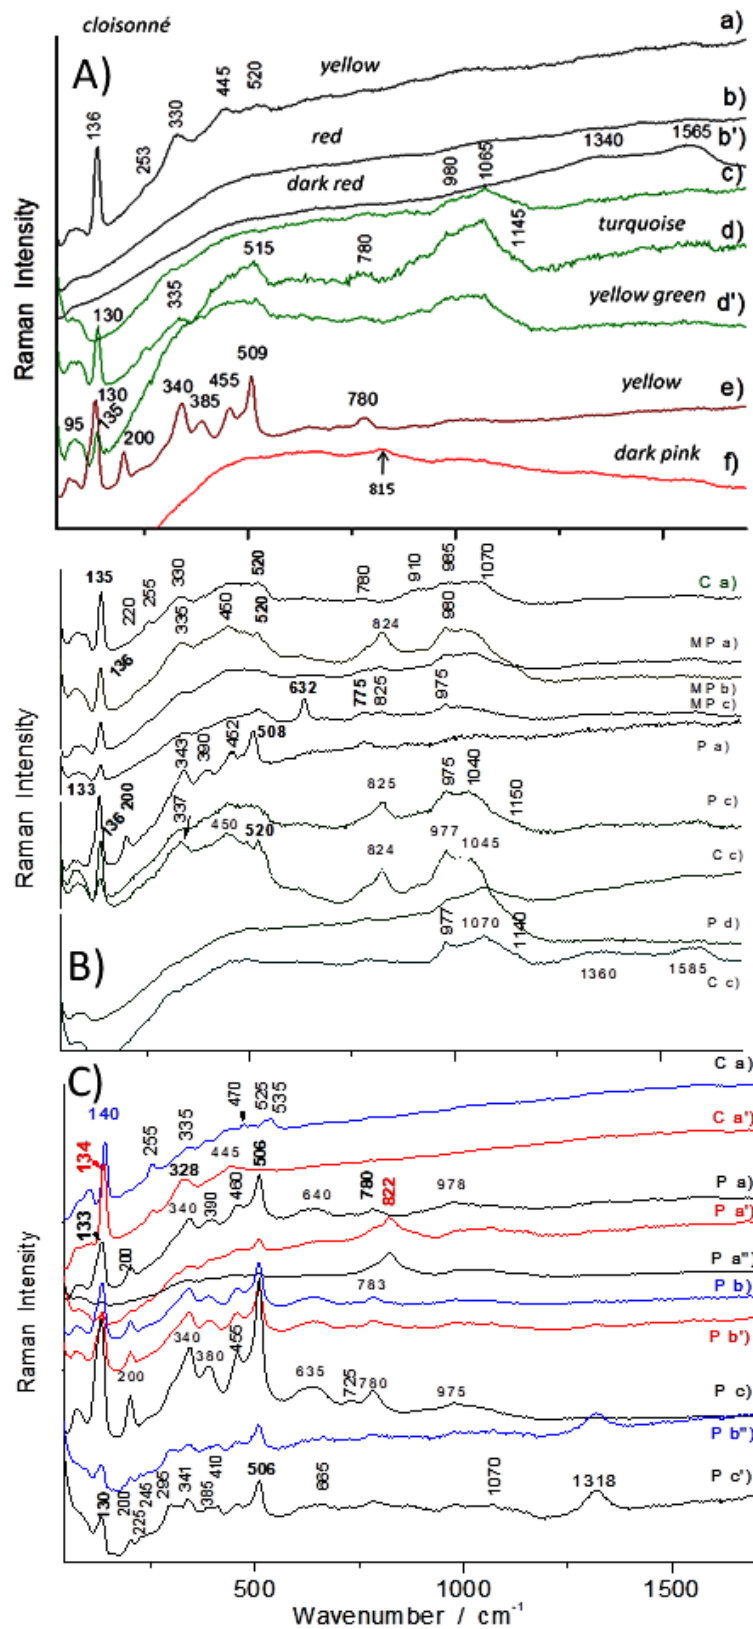 cloisonné
A)
a)
yellow
445
520
330
136
253
b)
red
b')
1340
1565
dark red
c)
980
1065
turquoise
d)
1145
515
780
335
130
yellow green
d')
509
yellow
e)
455
340
385
780
130
135
95
200
dark pink
f)
815
Raman Intensity
135
220
255
330
520
780
910
985
1070
C a)
136
335
450
520
824
980
MP a)
MP b)
632
775
825
975
MP c)
133
200
343
390
452
508
P a)
136
337
825
975
1040
1150
P c)
450
520
824
977
1045
C c)
P d)
977
1070
1140
1360
1585
C c)
B)
Raman Intensity
C)
C a)
140
255
335
470
525
535
C a')
134
328
445
506
P a)
133
200
340
390
460
640
780
822
978
P a')
P a")
783
P b)
P b')
200
340
380
455
635
725
780
975
P c)
P b")
130
200
225
245
295
341
385
410
506
665
1070
1318
P c')
Raman Intensity
500
1000
1500
Wavenumber / cm-1